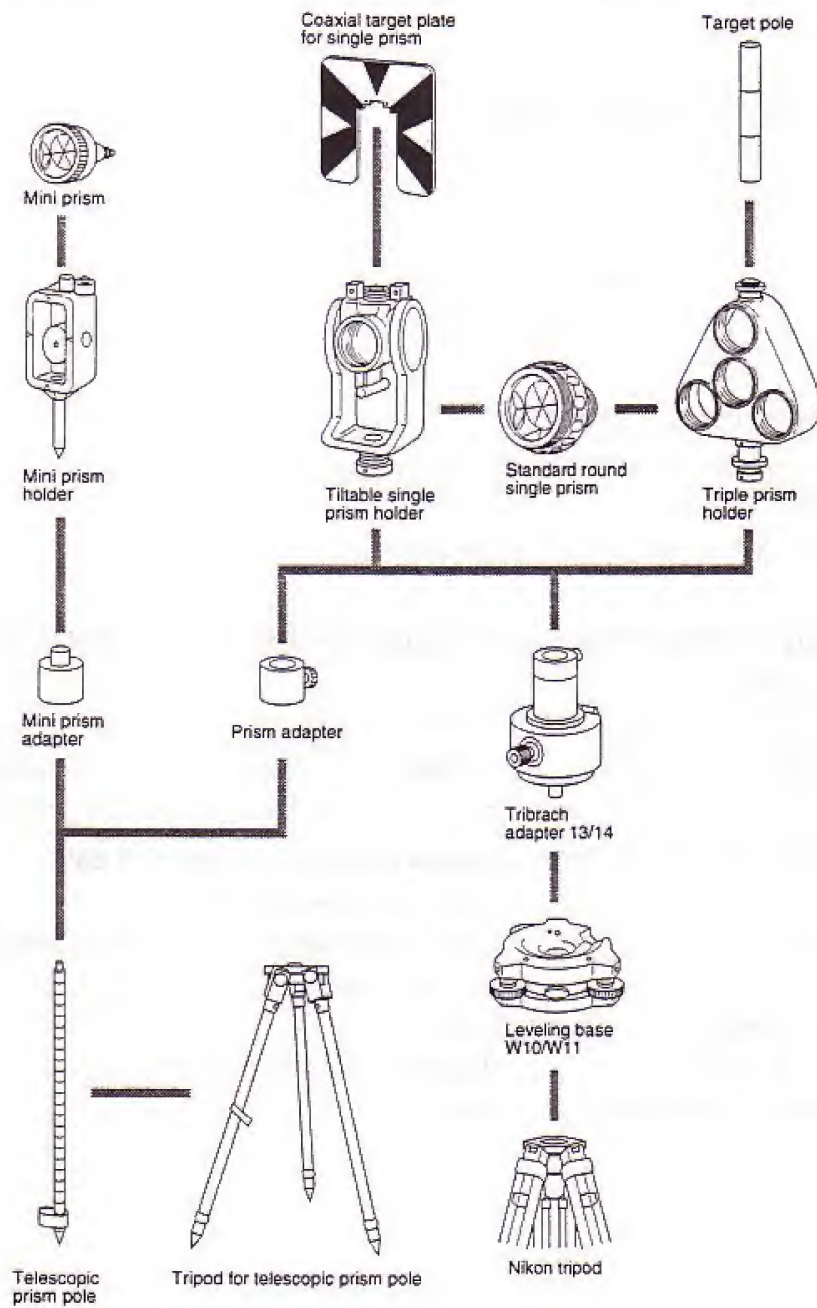 Coaxial target plate
for single prism
Target pole
Mini prism
Mini prism
holder
Tiltable single
prism holder
Standard round
single prism
Triple prism
holder
Mini prism
adapter
Prism adapter
Tribrach
adapter 13/14
Leveling base
W10/W11
Telescopic
prism pole
Tripod for telescopic prism pole
Nikon tripod